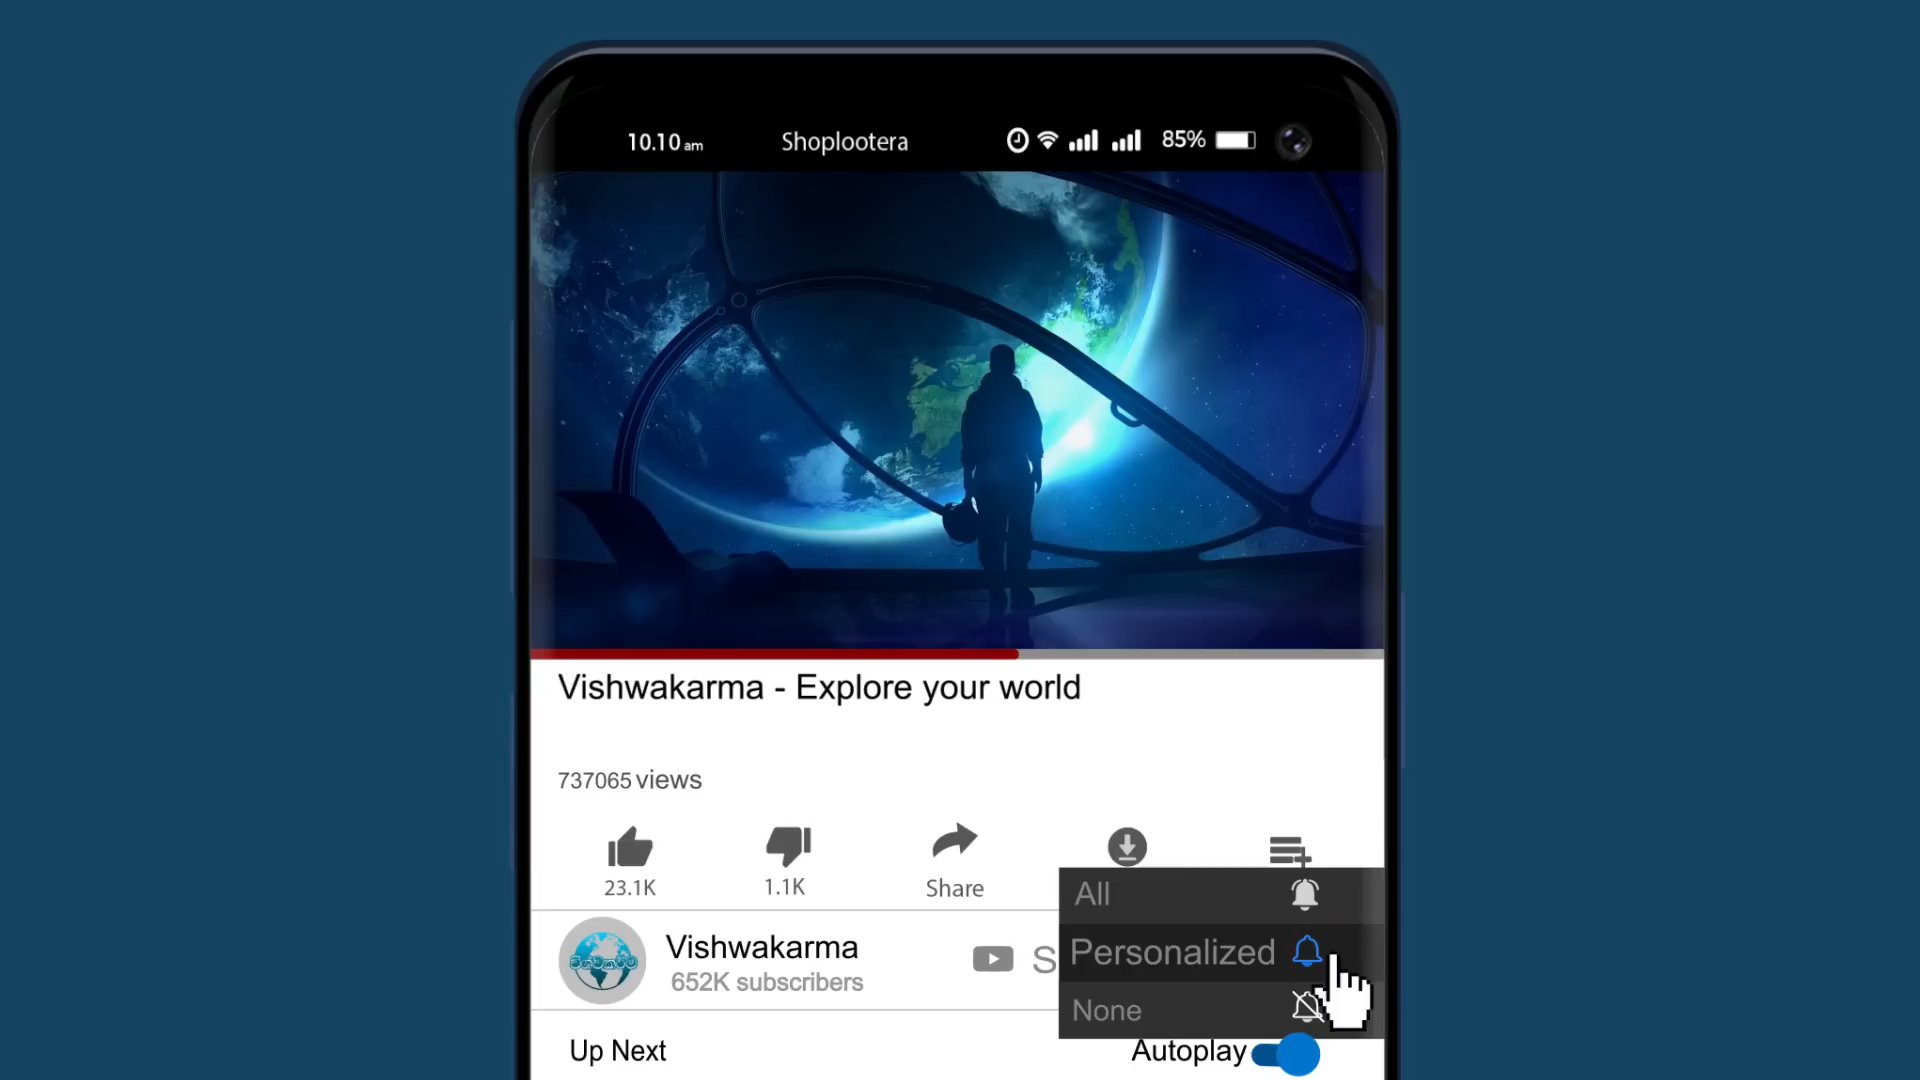 10.10 am
Shoplootera
85%
Vishwakarma - Explore your world
737065 views
23.1K
1.1K
Share
All
Vishwakarma
S
Personalized
652K subscribers
None
Up Next
Autoplay